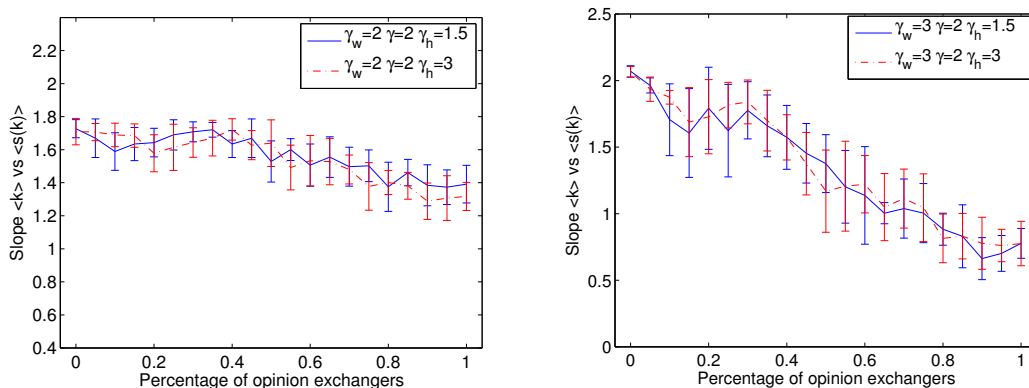 2.2
2
1.8
1.6
1.4
1.2
1
0.8
0.6
0.4
Slope <k> vs <s(k)>
γw=2 γ=2 γh=1.5
γw=2 γ=2 γh=3
0 0.2 0.4 0.6 0.8 1
Percentage of opinion exchangers
2.5
2
1.5
1
0.5
0
Slope <k> vs <s(k)>
γw=3 γ=2 γh=1.5
γw=3 γ=2 γh=3
0 0.2 0.4 0.6 0.8 1
Percentage of opinion exchangers